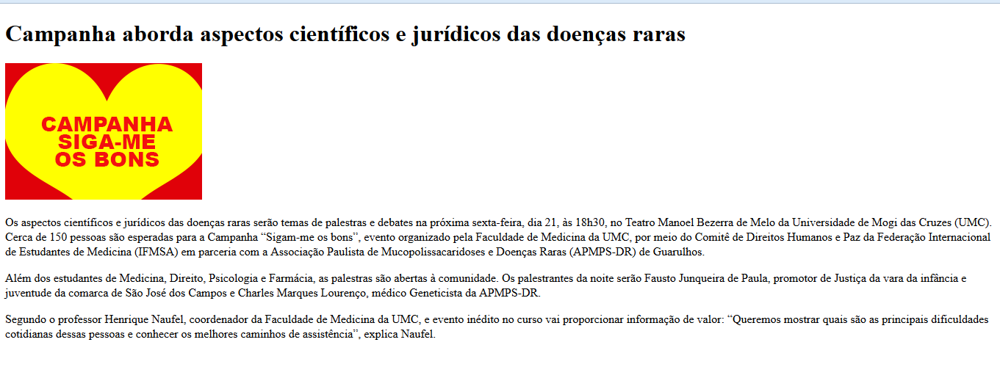 Campanha aborda aspectos científicos e jurídicos das doenças raras
CAMPANHA
SIGA-ME
OS BONS
Os aspectos científicos e jurídicos das doenças raras serão temas de palestras e debates na próxima sexta-feira, dia 21, às 18h30, no Teatro Manoel Bezerra de Melo da Universidade de Mogi das Cruzes (UMC).
Cerca de 150 pessoas são esperadas para a Campanha “Sigam-me os bons”, evento organizado pela Faculdade de Medicina da UMC, por meio do Comitê de Direitos Humanos e Paz da Federação Internacional
de Estudantes de Medicina (IFMSA) em parceria com a Associação Paulista de Mucopolissacaridoses e Doenças Raras (APMPS-DR) de Guarulhos.
Além dos estudantes de Medicina, Direito, Psicologia e Farmácia, as palestras são abertas à comunidade. Os palestrantes da noite serão Fausto Junqueira de Paula, promotor de Justiça da vara da infância e
juventude da comarca de São José dos Campos e Charles Marques Lourenço, médico Geneticista da APMPS-DR.
Segundo o professor Henrique Naufel, coordenador da Faculdade de Medicina da UMC, e evento inédito no curso vai proporcionar informação de valor: “Queremos mostrar quais são as principais dificuldades
cotidianas dessas pessoas e conhecer os melhores caminhos de assistência”, explica Naufel.